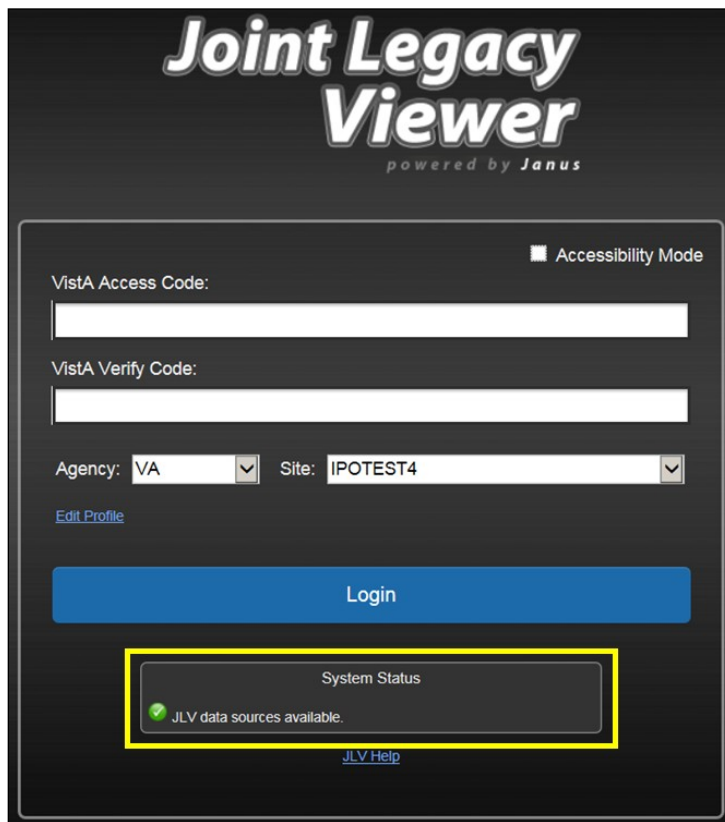 Joint Legacy
Viewer
powered by Janus
Accessibility Mode
VistA Access Code:
VistA Verify Code:
Agency: VA Site: IPOTEST4
Edit Profile
Login
System Status
JLV data sources available.
JLV Help